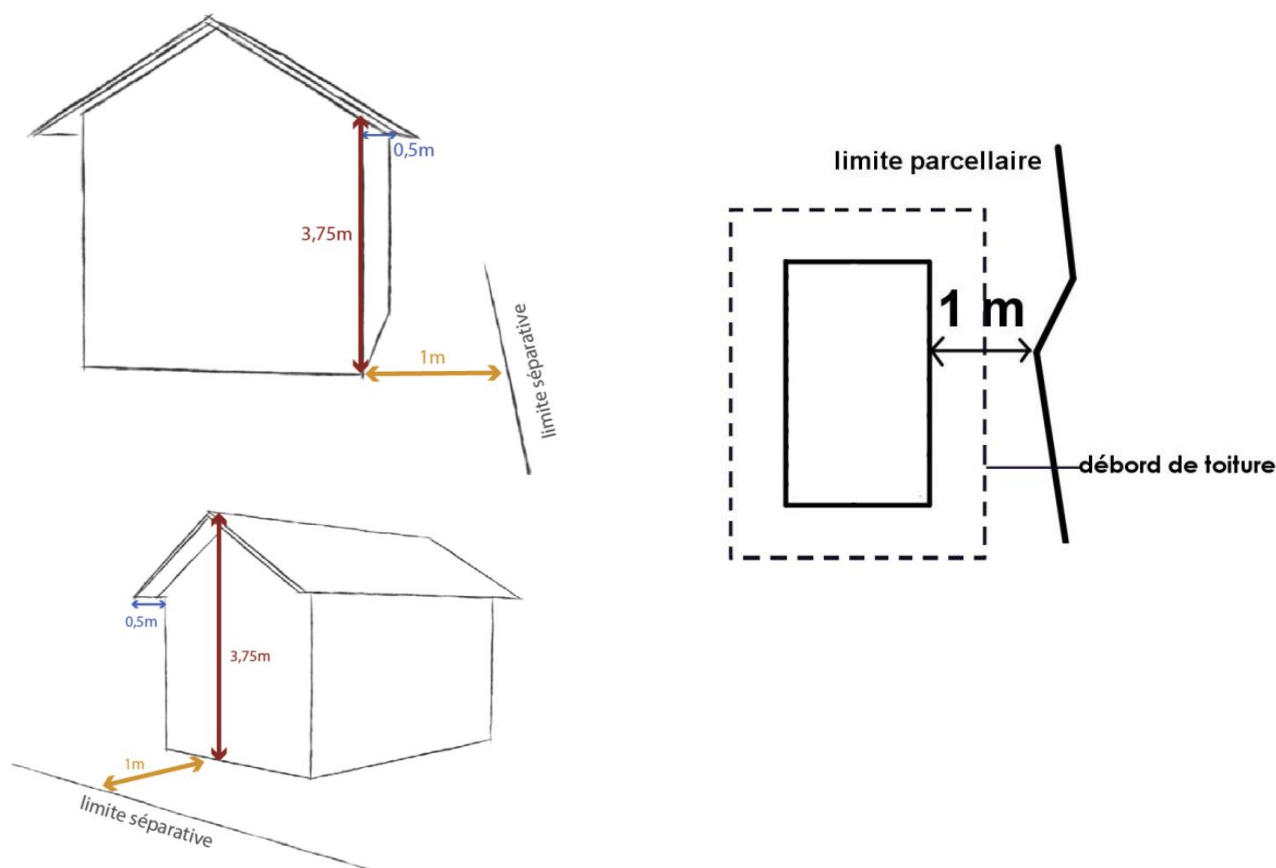 0,5m
3,75m
1m
limite séparative
0,5m
3,75m
1m
limite séparative
limite parcellaire
1 m
débord de toiture